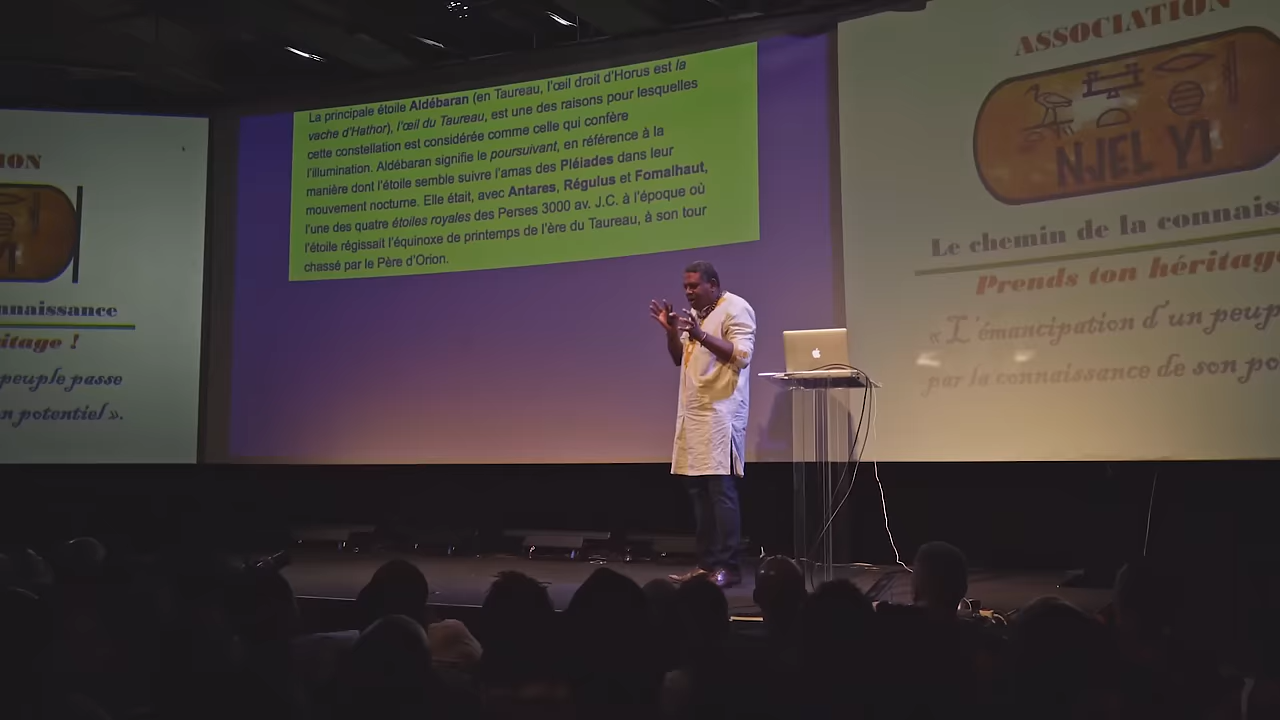 ION
YI
nnaissance
itage !
peuple passe
n potentiel ».
La principale étoile Aldébaran (en Taureau, l'œil droit d'Horus est la
vache d'Hathor), l'œil du Taureau, est une des raisons pour lesquelles
cette constellation est considérée comme celle qui confère
l'illumination. Aldébaran signifie le poursuivant, en référence à la
manière dont l'étoile semble suivre l'amas des Pléiades dans leur
mouvement nocturne. Elle était, avec Antares, Régulus et Fomalhaut,
l'une des quatre étoiles royales des Perses 3000 av. J.C. à l'époque où
l'étoile régissait l'équinoxe de printemps de l'ère du Taureau, à son tour
chassé par le Père d'Orion.
ASSOCIATION
NJEL YI
Le chemin de la connais
Prends ton héritage
« L'émancipation d'un peup
par la connaissance de son po